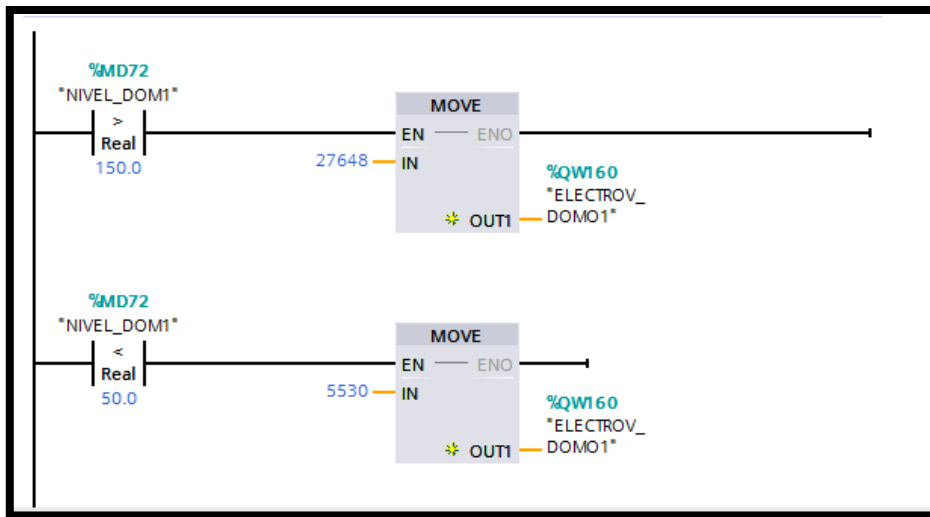 %MD72
"NIVEL_DOM1"
>
Real
150.0
MOVE
EN
ENO
27648
IN
%QW160
"ELECTROV_
DOMO1"
OUT1
%MD72
"NIVEL_DOM1"
<
Real
50.0
MOVE
EN
ENO
5530
IN
%QW160
"ELECTROV_
DOMO1"
OUT1